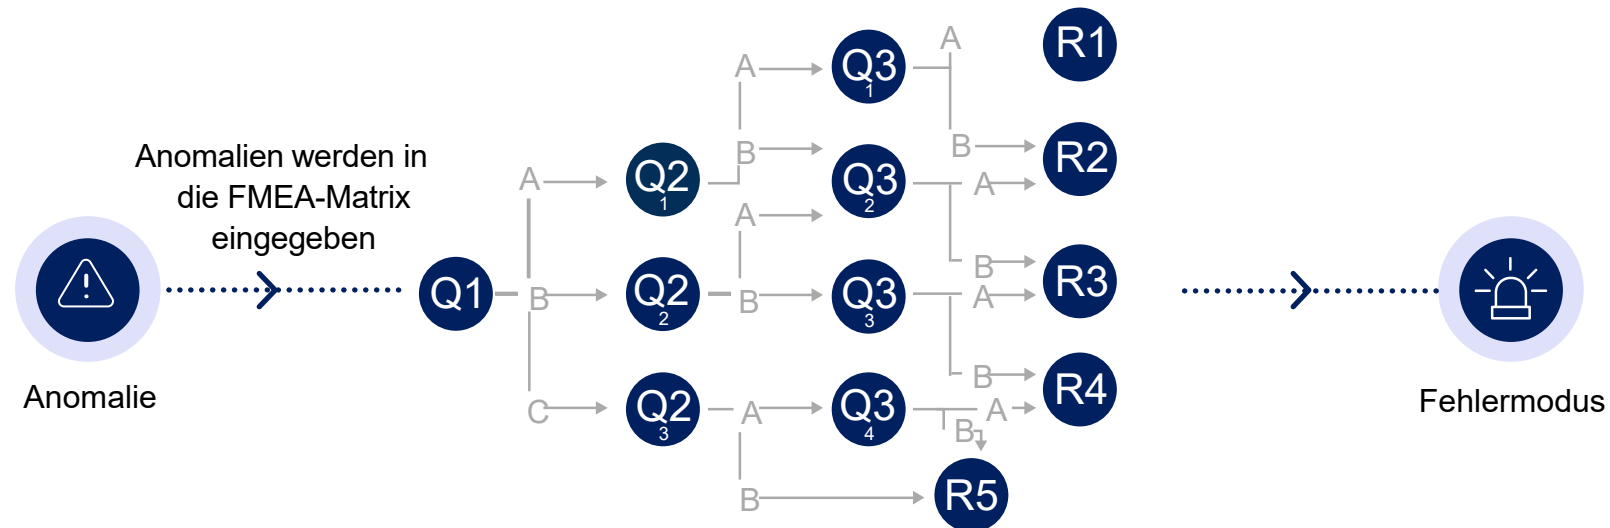 Anomalien werden in
die FMEA-Matrix
eingegeben
Anomalie
Q1
A
B
C
Q2
1
Q2
2
Q2
3
A
B
A
B
A
B
Q3
1
Q3
2
Q3
3
Q3
4
A
B
A
B
A
B
A
B
R1
R2
R3
R4
R5
Fehlermodus